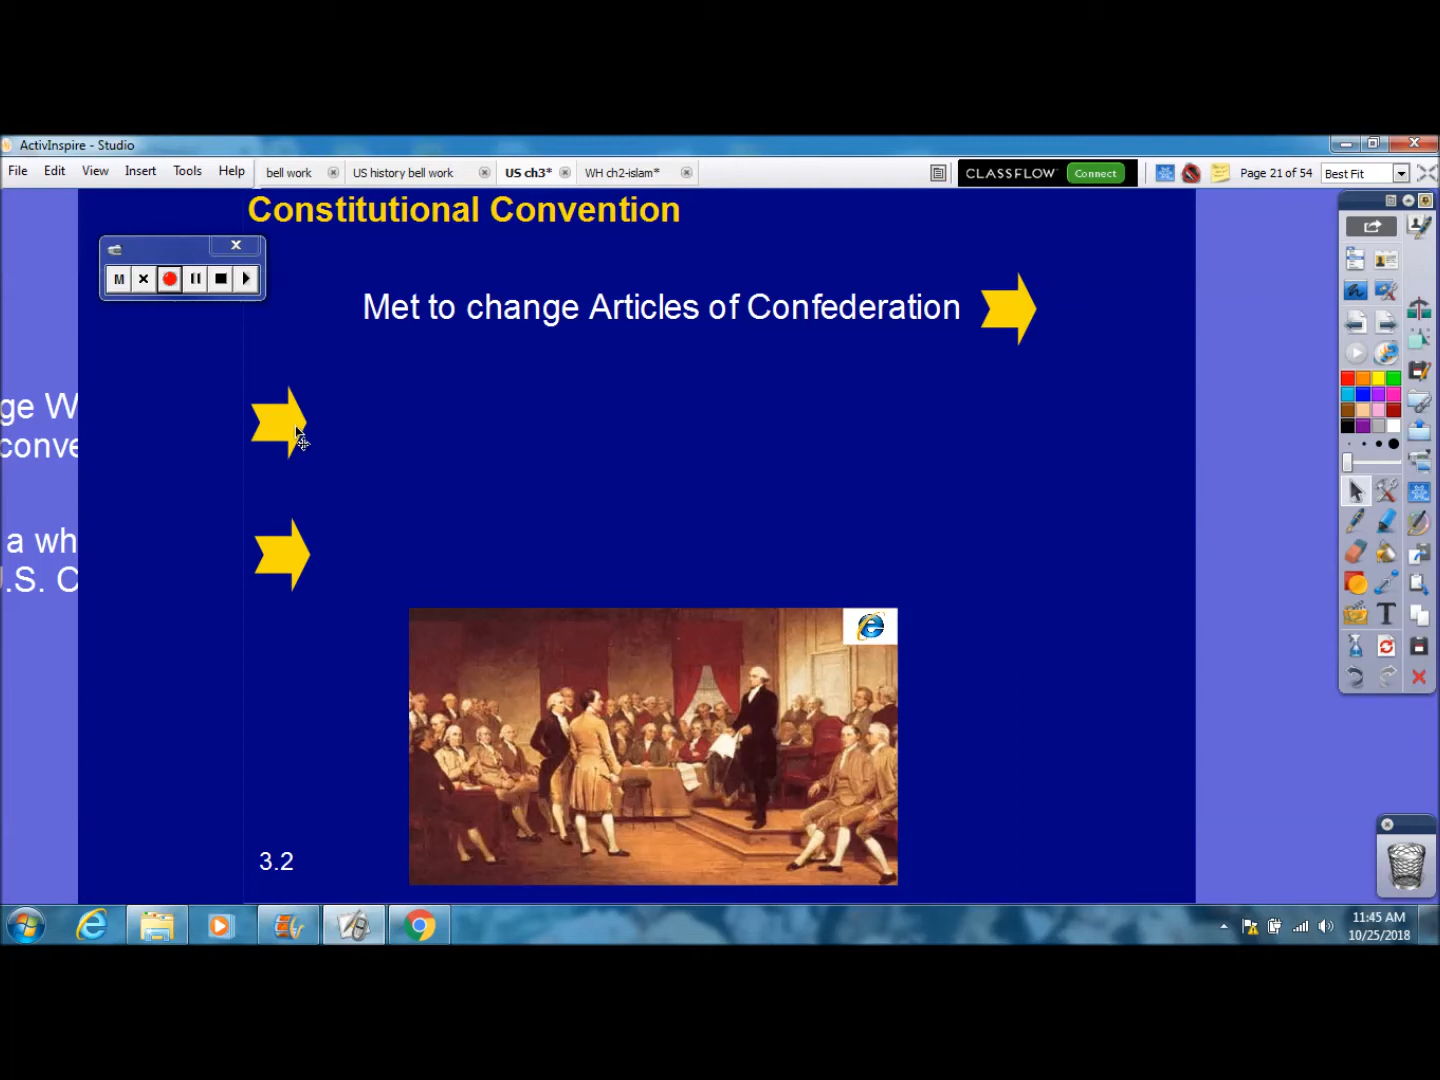 ActivInspire - Studio
File Edit View Insert Tools Help
bell work
US history bell work
US ch3*
WH ch2-islam*
CLASSFLOW
Connect
Page 21 of 54
Best Fit
Constitutional Convention
M
Met to change Articles of Confederation
ge W
conve
a wh
.S. C
3.2
T
11:45 AM
10/25/2018